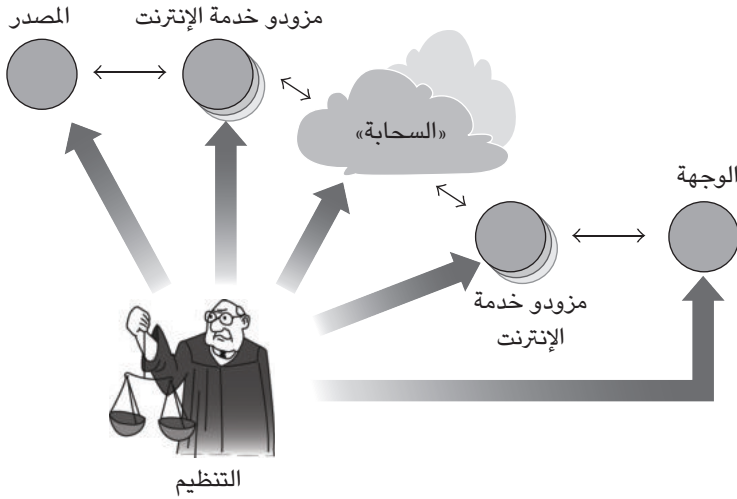 المصدر
مزودو خدمة الإنترنت
«السحابة»
الوجهة
مزودو خدمة
الإنترنت
التنظيم